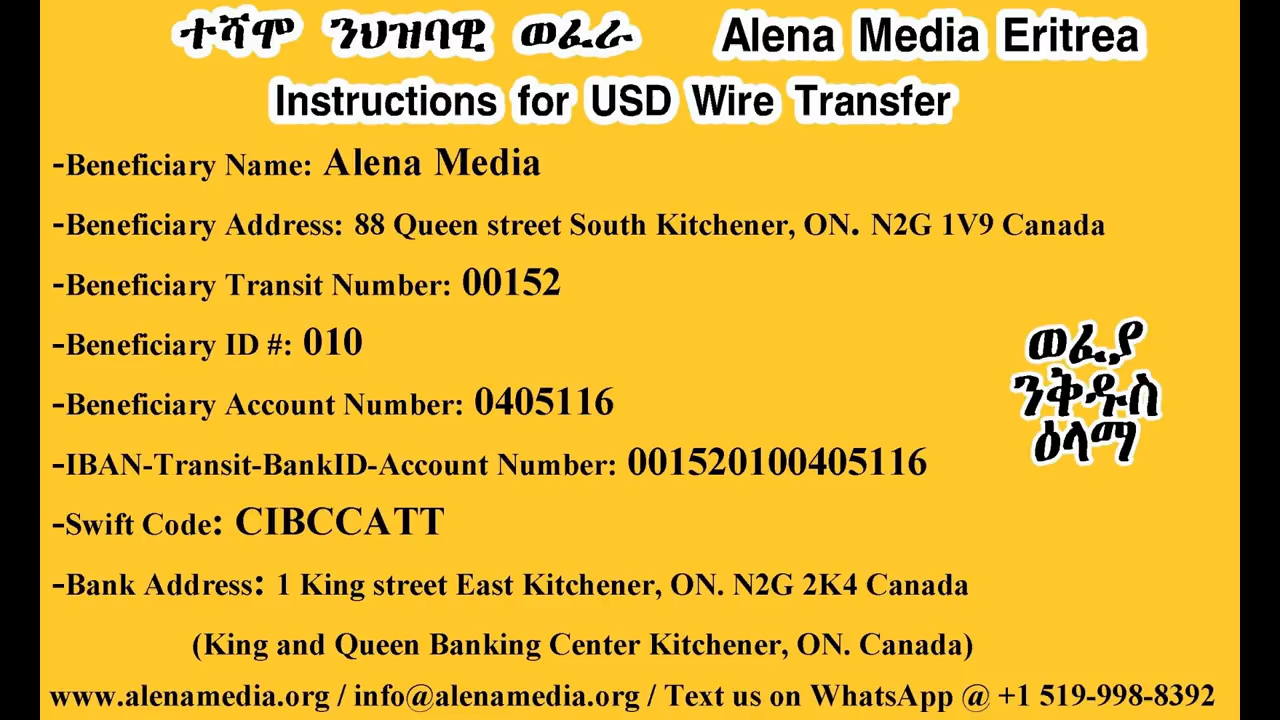 ተሻሞ ንህዝባዊ ወፈራ Alena Media Eritrea
Instructions for USD Wire Transfer
-Beneficiary Name: Alena Media
-Beneficiary Address: 88 Queen street South Kitchener, ON. N2G 1V9 Canada
-Beneficiary Transit Number: 00152
-Beneficiary ID #: 010
-Beneficiary Account Number: 0405116
-IBAN-Transit-BankID-Account Number: 001520100405116
-Swift Code: CIBCCATT
-Bank Address: 1 King street East Kitchener, ON. N2G 2K4 Canada
(King and Queen Banking Center Kitchener, ON. Canada)
www.alenamedia.org / info@alenamedia.org / Text us on WhatsApp @ +1 519-998-8392
ወፈያ
ንቅዱስ
ዕላማ